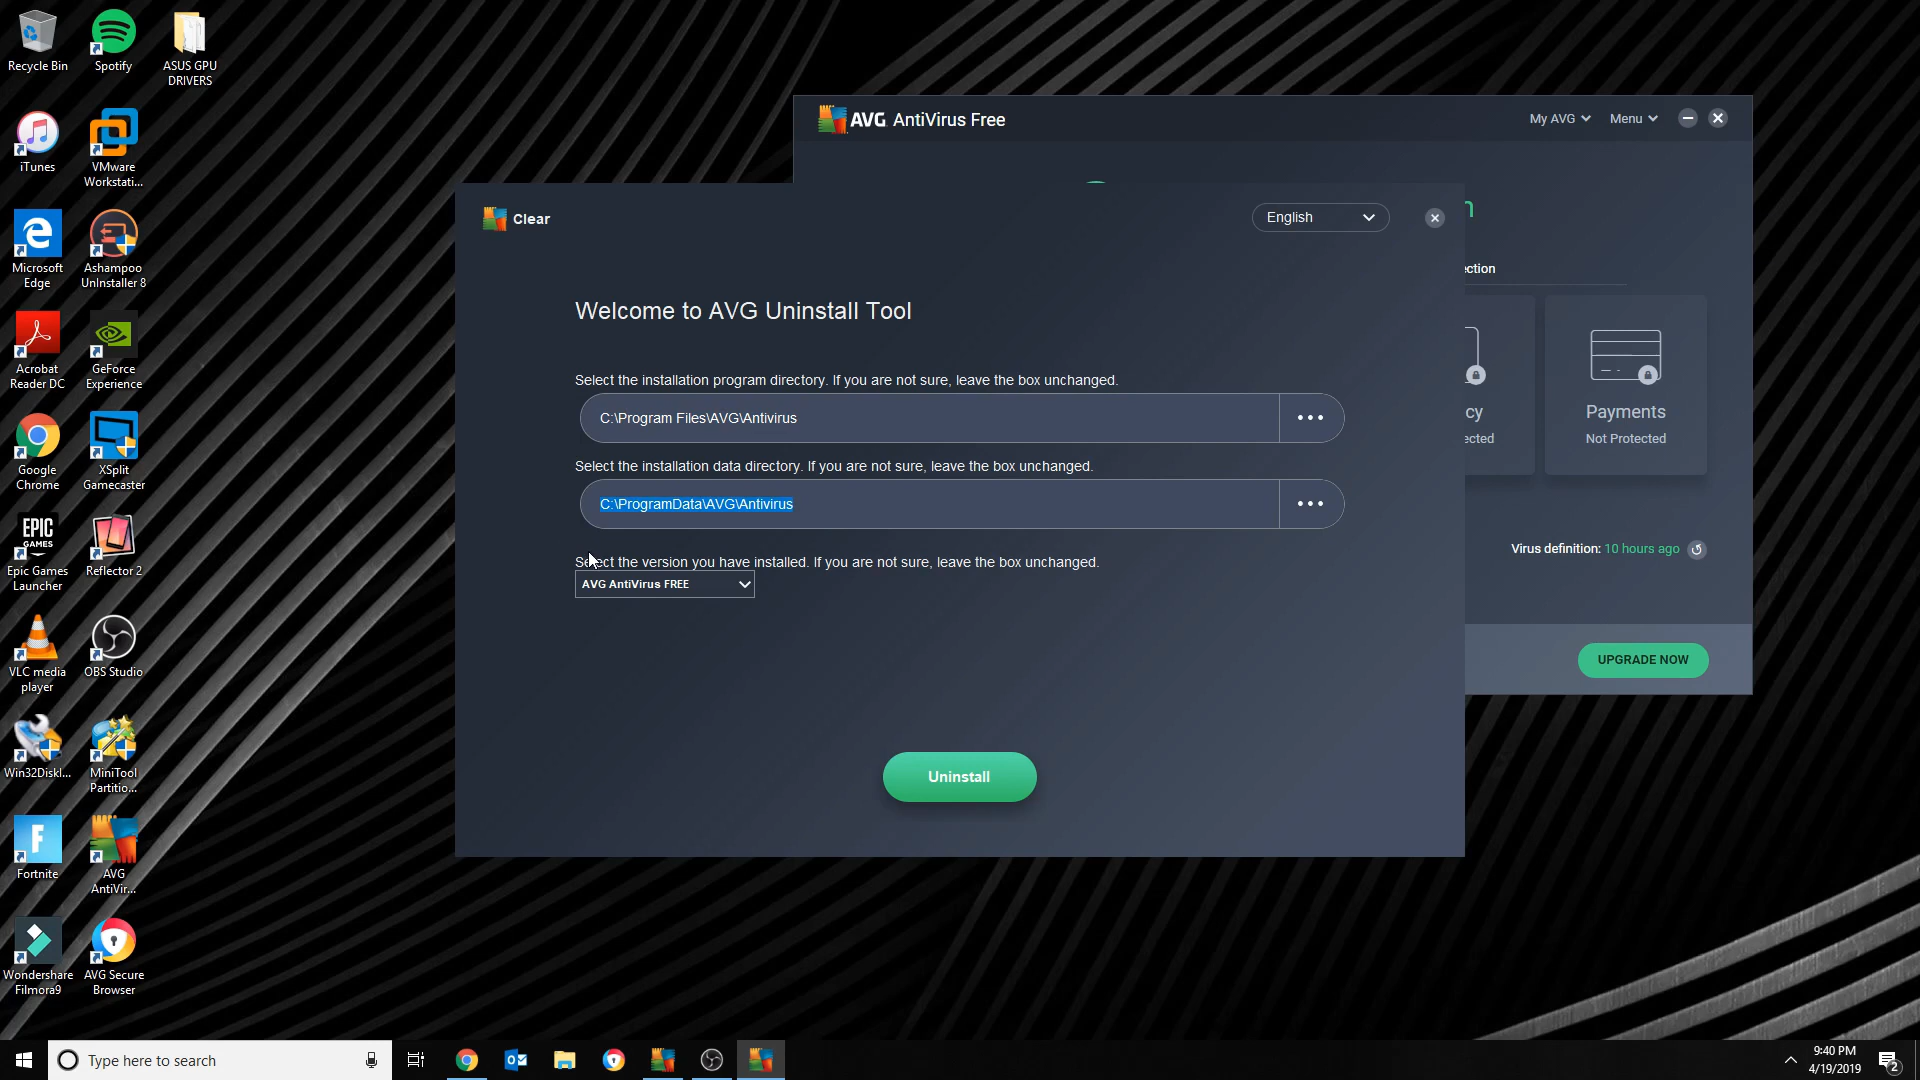 Recycle Bin
Spotify
ASUS GPU
DRIVERS
iTunes
VMware
Workstati...
Microsoft
Edge
Ashampoo
UnInstaller 8
Acrobat
Reader DC
GeForce
Experience
Google
Chrome
XSplit
Gamecaster
EPIC
GAMES
Epic Games
Launcher
Reflector 2
VLC media
player
OBS Studio
Win32DiskI...
MiniTool
Partitio...
Fortnite
AVG
AntiVir...
Wondershare
Filmora9
AVG Secure
Browser
AVG AntiVirus Free
My AVG
Menu
n
ection
cy
ected
Payments
Not Protected
Virus definition: 10 hours ago
UPGRADE NOW
Clear
English
Welcome to AVG Uninstall Tool
Select the installation program directory. If you are not sure, leave the box unchanged.
C:\Program Files\AVG\Antivirus
Select the installation data directory. If you are not sure, leave the box unchanged.
C:\ProgramData\AVG\Antivirus
Select the version you have installed. If you are not sure, leave the box unchanged.
AVG AntiVirus FREE
Uninstall
Type here to search
9:40 PM
4/19/2019
2